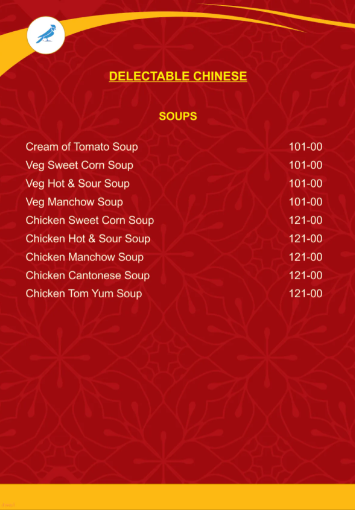 DELECTABLE CHINESE
SOUPS
Cream of Tomato Soup 101-00
Veg Sweet Corn Soup 101-00
Veg Hot & Sour Soup 101-00
Veg Manchow Soup 101-00
Chicken Sweet Corn Soup 121-00
Chicken Hot & Sour Soup 121-00
Chicken Manchow Soup 121-00
Chicken Cantonese Soup 121-00
Chicken Tom Yum Soup 121-00